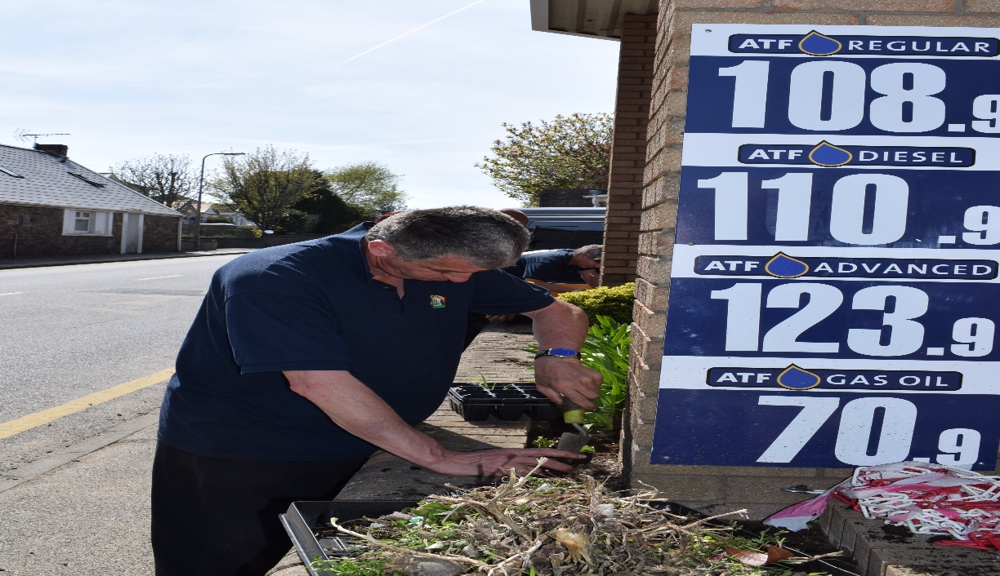 ATF REGULAR
108.9
ATF DIESEL
110.9
ATF ADVANCED
123.9
ATF GAS OIL
70.9